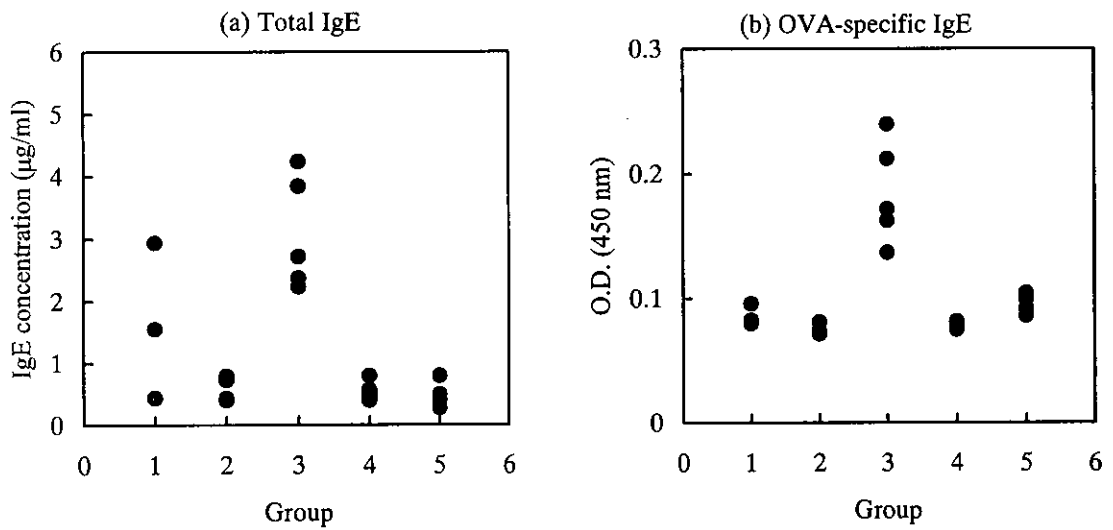 (a) Total IgE
6
5
4
3
2
1
0
IgE concentration (μg/ml)
0 1 2 3 4 5 6
Group
(b) OVA-specific IgE
0.3
0.2
0.1
0
O.D. (450 nm)
0 1 2 3 4 5 6
Group